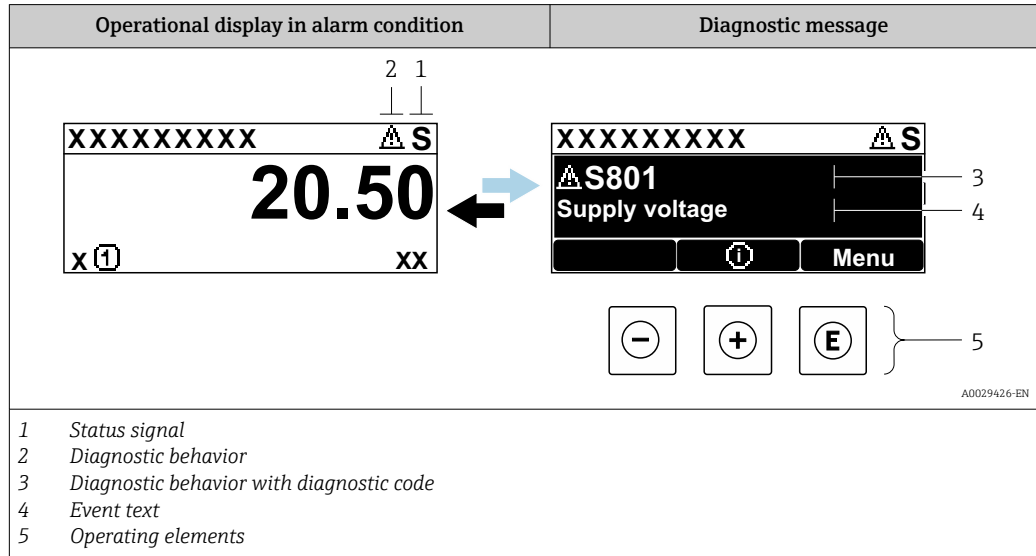 Operational display in alarm condition
Diagnostic message
2 1
XXXXXXXXX ⚠ S
20.50
x 1
XX
XXXXXXXXX ⚠ S
⚠ S801
Supply voltage
i Menu
3
4
- + E
5
A0029426-EN
1 Status signal
2 Diagnostic behavior
3 Diagnostic behavior with diagnostic code
4 Event text
5 Operating elements